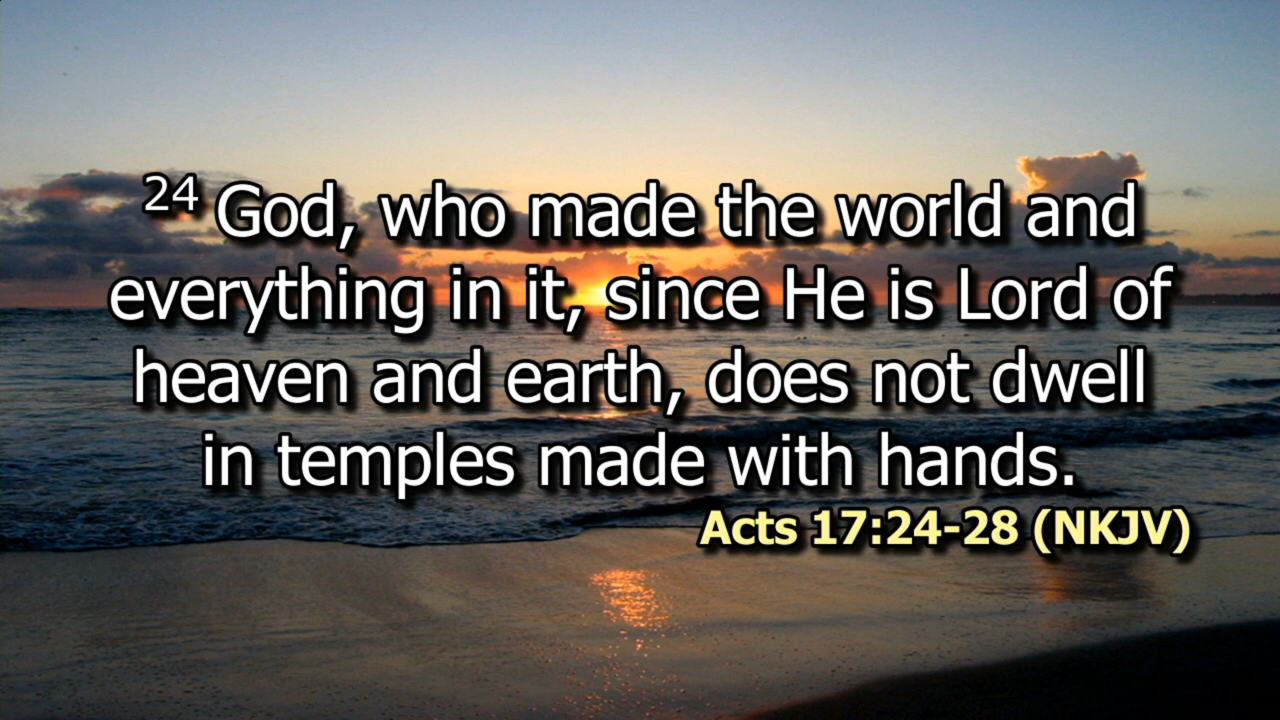 24 God, who made the world and
everything in it, since He is Lord of
heaven and earth, does not dwell
in temples made with hands.
Acts 17:24-28 (NKJV)